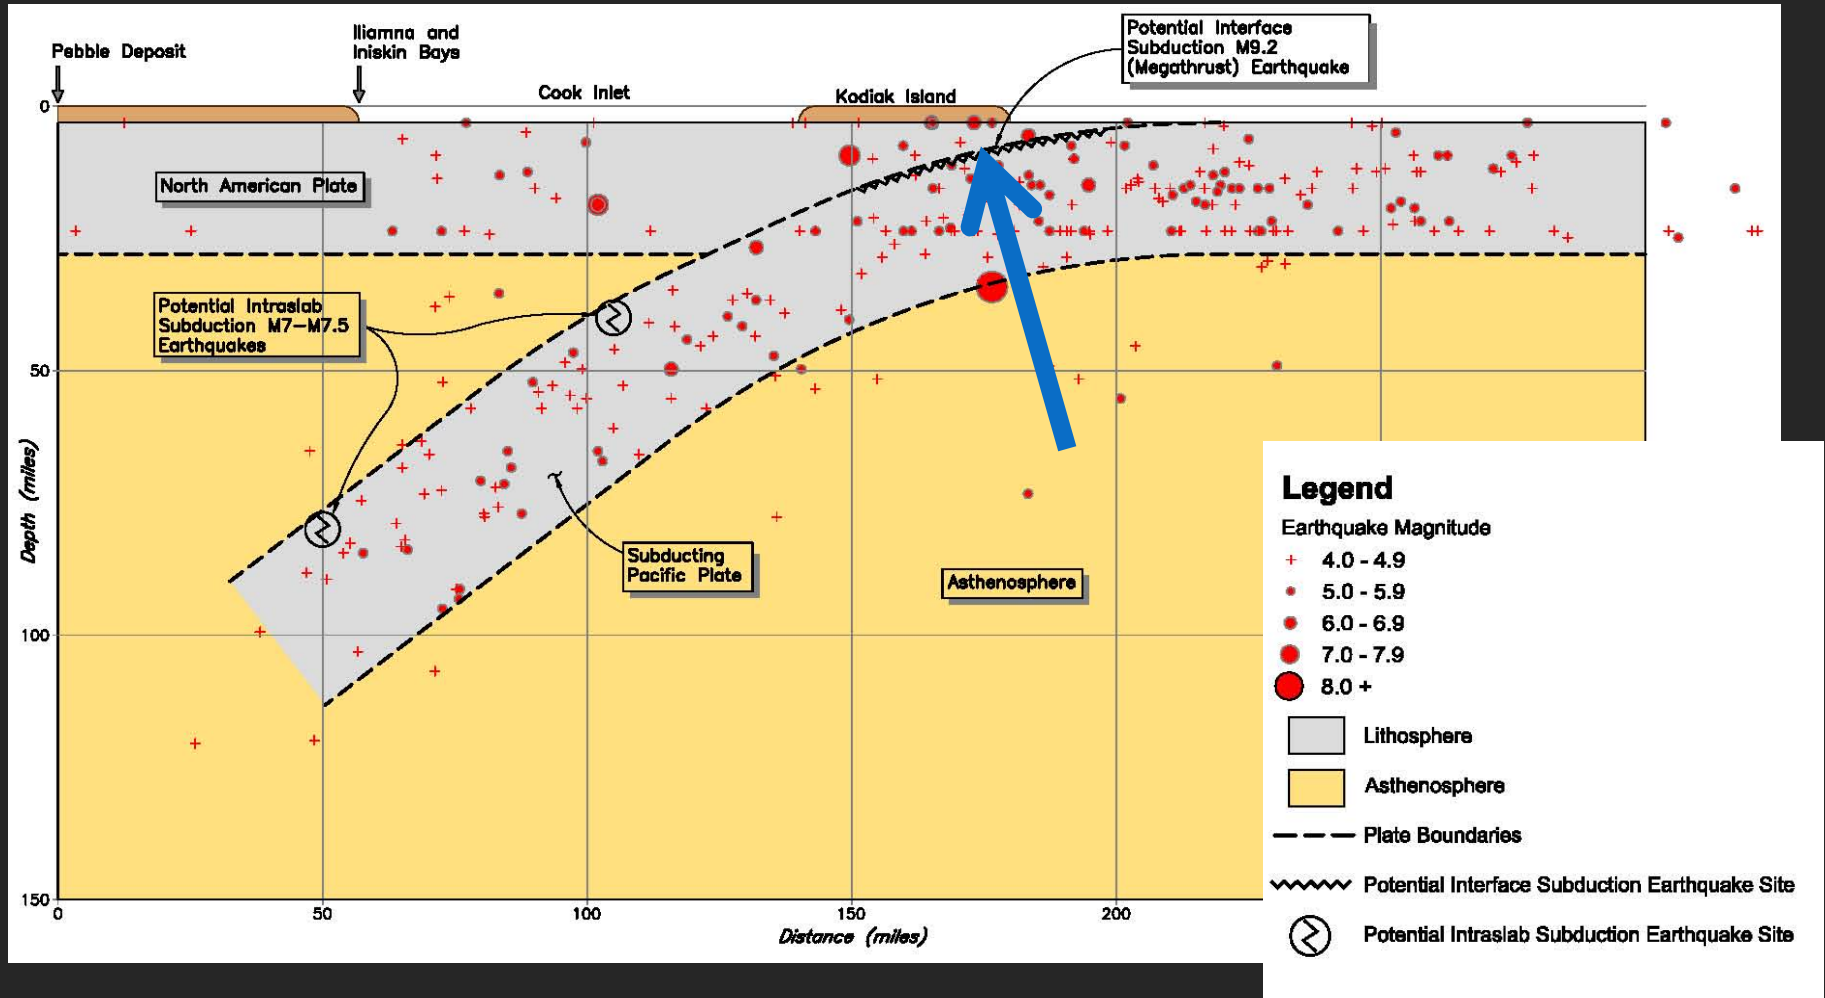 Pebble Deposit
Iliamna and
Iniskin Bays
Cook Inlet
Kodiak Island
Potential Interface
Subduction M9.2
(Megathrust) Earthquake
North American Plate
Potential Intraslab
Subduction M7-M7.5
Earthquakes
Subducting
Pacific Plate
Asthenosphere
Depth (miles)
0
50
100
150
0
50
100
150
200
Distance (miles)
Legend
Earthquake Magnitude
4.0 - 4.9
5.0 - 5.9
6.0 - 6.9
7.0 - 7.9
8.0 +
Lithosphere
Asthenosphere
Plate Boundaries
Potential Interface Subduction Earthquake Site
Potential Intraslab Subduction Earthquake Site